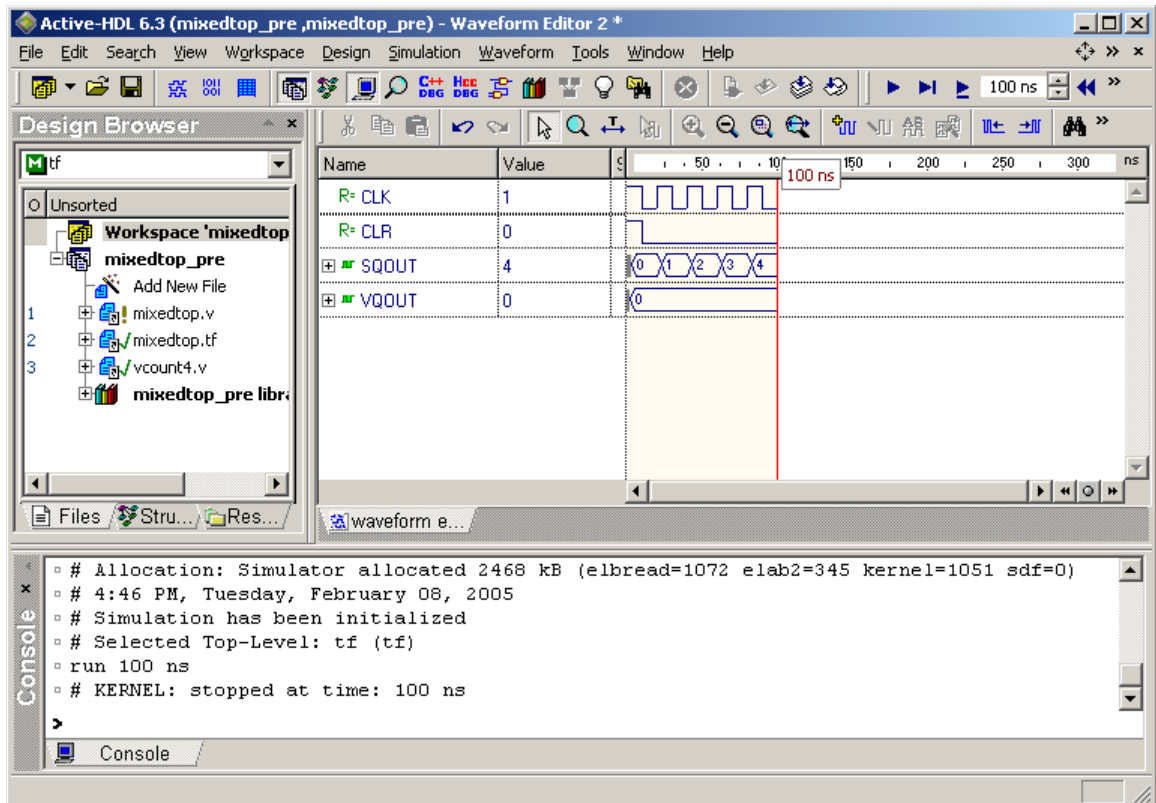 Active-HDL 6.3 (mixedtop_pre ,mixedtop_pre) - Waveform Editor 2 *
File Edit Search View Workspace Design Simulation Waveform Tools Window Help
C++ DBG HES DBG 100 ns
Design Browser
tf
O Unsorted
Workspace 'mixedtop
mixedtop_pre
Add New File
1 mixedtop.v
2 mixedtop.tf
3 vcount4.v
mixedtop_pre libra
Files Stru... Res...
Name Value S 50 100 150 200 250 300 ns
100 ns
R= CLK 1
R= CLR 0
SQOUT 4 0 1 2 3 4
VQOUT 0 0
waveform e...
# Allocation: Simulator allocated 2468 kB (elbread=1072 elab2=345 kernel=1051 sdf=0)
# 4:46 PM, Tuesday, February 08, 2005
# Simulation has been initialized
# Selected Top-Level: tf (tf)
run 100 ns
# KERNEL: stopped at time: 100 ns
>
Console
Console